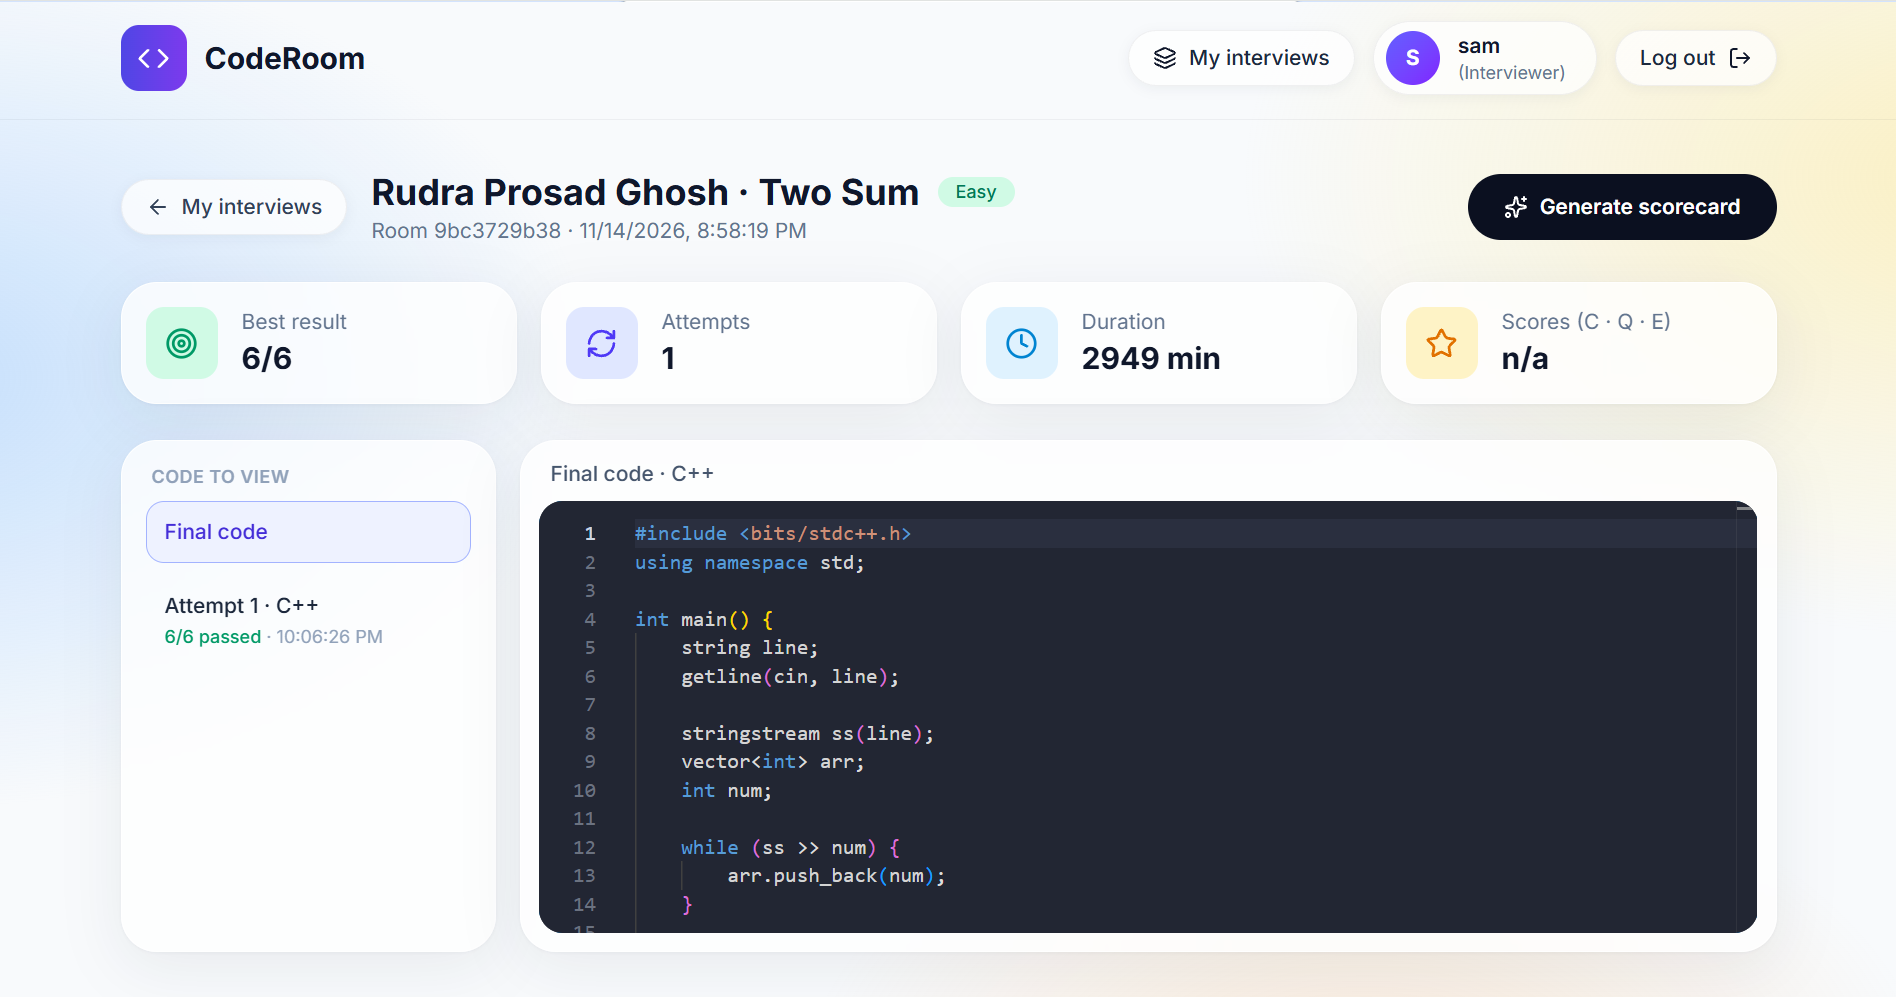 CodeRoom
My interviews
S
sam
(Interviewer)
Log out
My interviews
Rudra Prosad Ghosh · Two Sum
Easy
Room 9bc3729b38 · 11/14/2026, 8:58:19 PM
Generate scorecard
Best result
6/6
Attempts
1
Duration
2949 min
Scores (C · Q · E)
n/a
CODE TO VIEW
Final code
Attempt 1 · C++
6/6 passed · 10:06:26 PM
Final code · C++
1 #include <bits/stdc++.h>
2 using namespace std;
3
4 int main() {
5     string line;
6     getline(cin, line);
7
8     stringstream ss(line);
9     vector<int> arr;
10     int num;
11
12     while (ss >> num) {
13         arr.push_back(num);
14     }
15